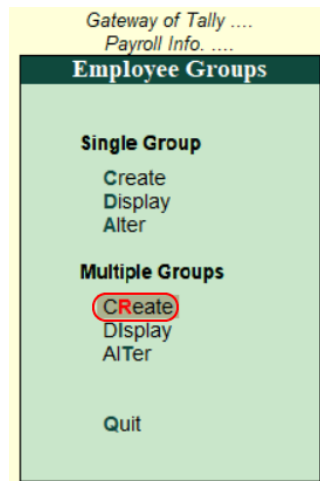 Gateway of Tally ....
Payroll Info. ....
Employee Groups
Single Group
Create
Display
Alter
Multiple Groups
CReate
DIsplay
AlTer
Quit